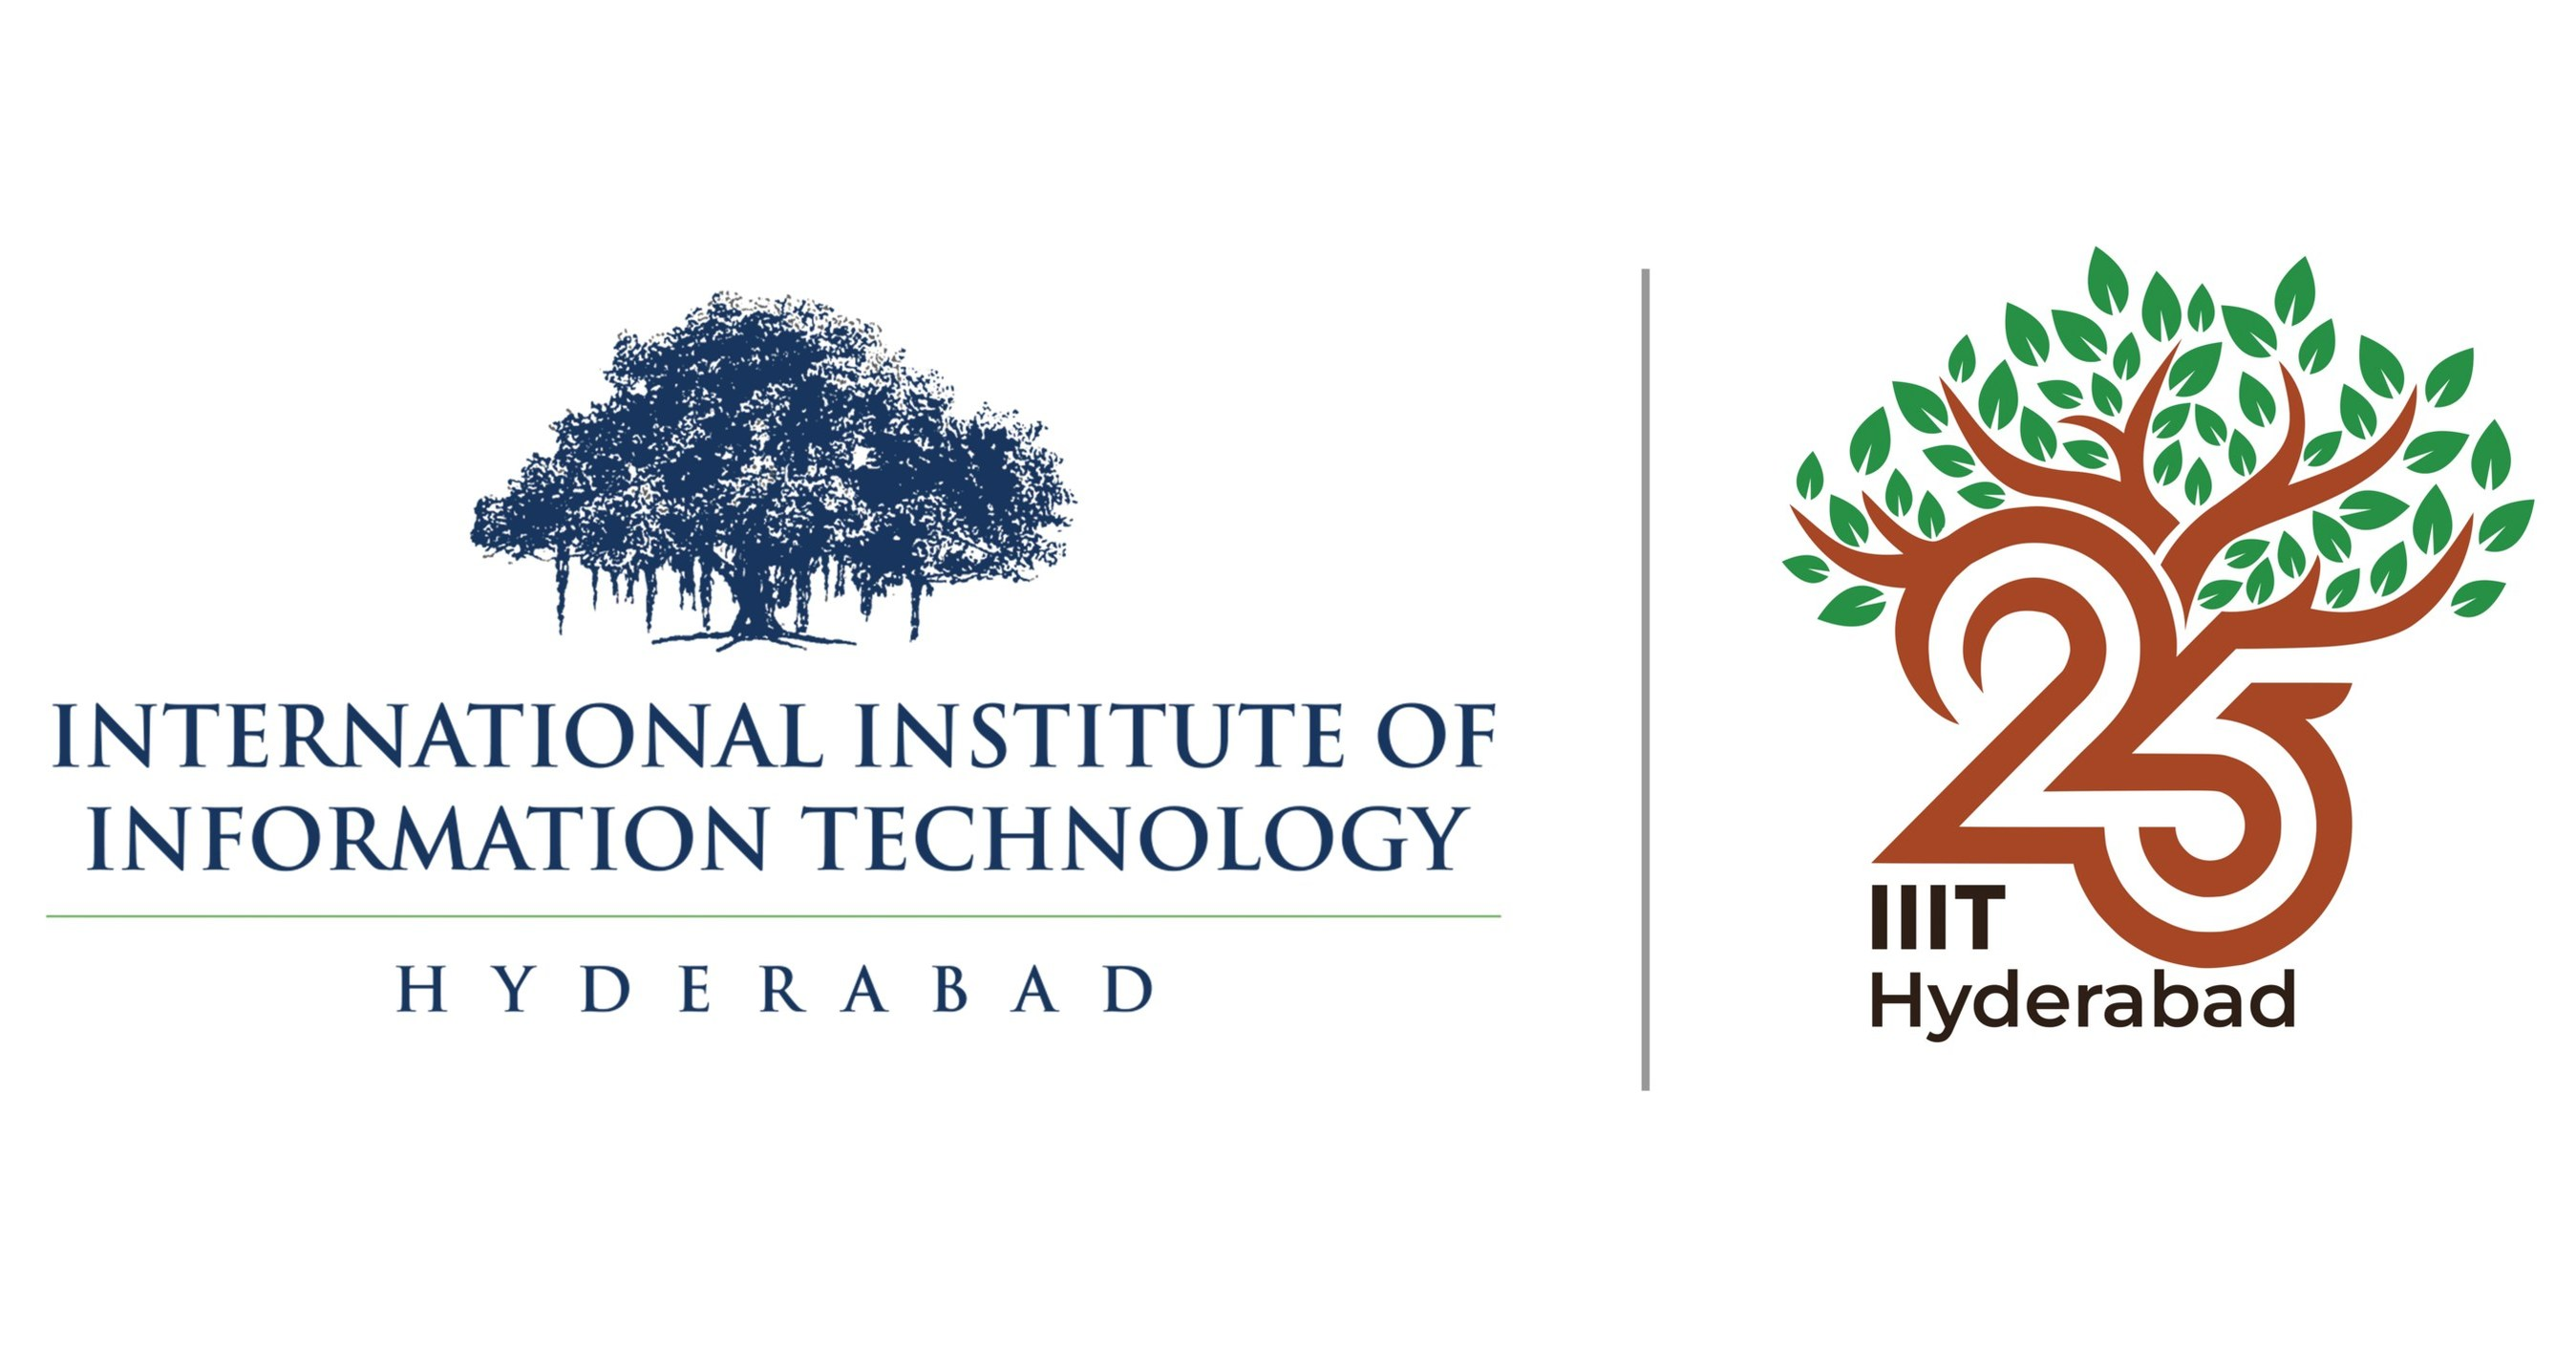 INTERNATIONAL INSTITUTE OF
INFORMATION TECHNOLOGY
HYDERABAD
25
IIIT
Hyderabad